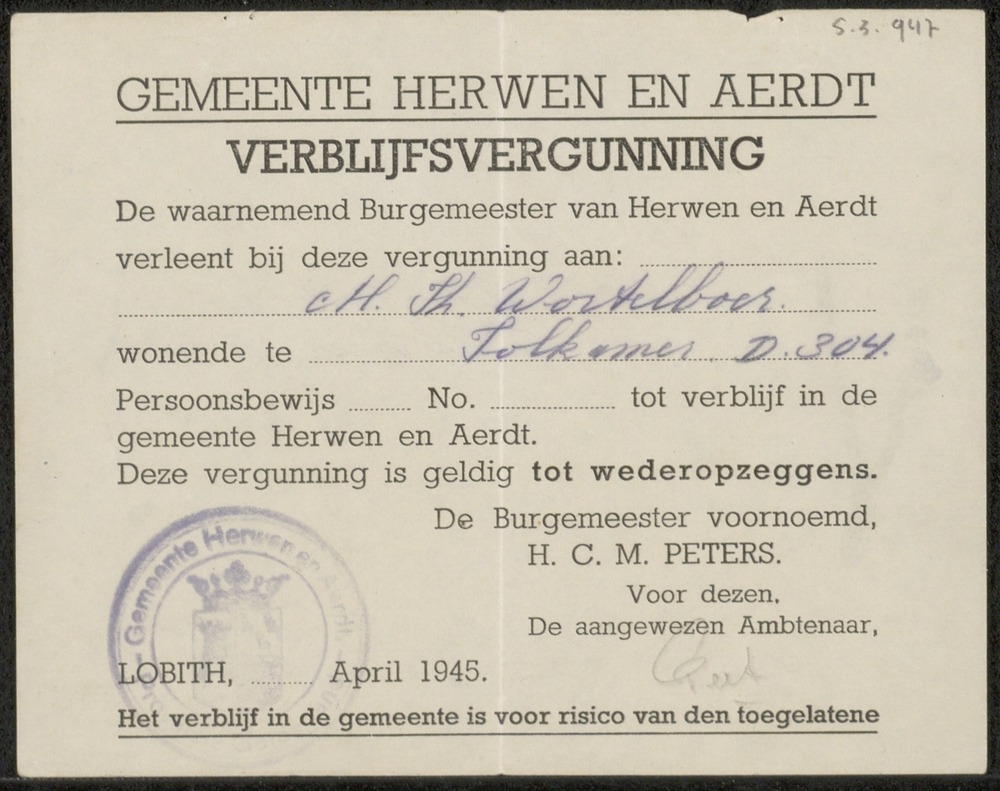 5.3.947
GEMEENTE HERWEN EN AERDT
VERBLIJFSVERGUNNING
De waarnemend Burgemeester van Herwen en Aerdt
verleent bij deze vergunning aan:
M. Th. Wortelboer.
wonende te Tolkamer D.304.
Persoonsbewijs No. tot verblijf in de
gemeente Herwen en Aerdt.
Deze vergunning is geldig tot wederopzeggens.
De Burgemeester voornoemd,
H. C. M. PETERS.
Voor dezen,
De aangewezen Ambtenaar,
Gemeente Herwen en Aerdt
LOBITH, April 1945.
Het verblijf in de gemeente is voor risico van den toegelatene